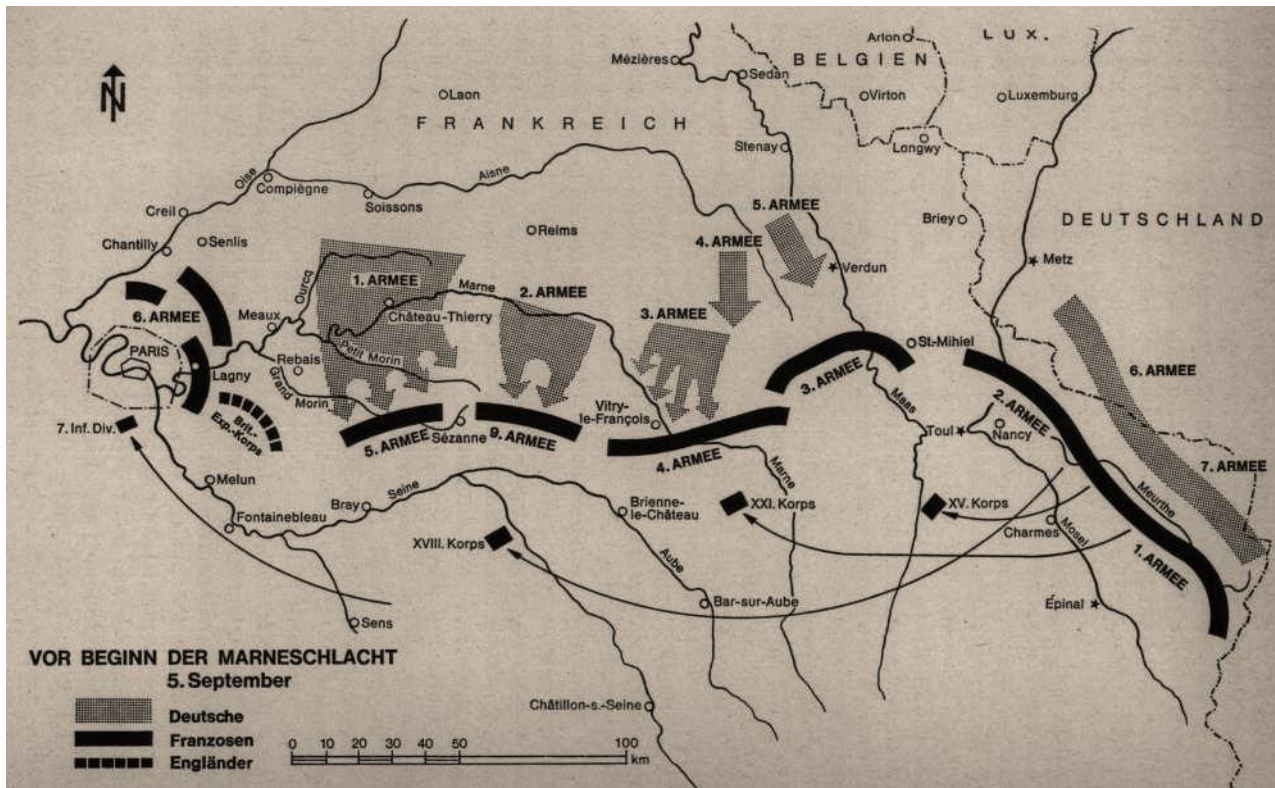 N
Arlon
LUX.
BELGIEN
Mézières
Sedan
Laon
Virton
Luxemburg
FRANKREICH
Longwy
Stenay
Oise
Compiègne
Aisne
Soissons
Creil
5. ARMEE
Briey
DEUTSCHLAND
Chantilly
Senlis
Reims
4. ARMEE
Verdun
Metz
1. ARMEE
Ourcq
Marne
2. ARMEE
6. ARMEE
Meaux
Château-Thierry
3. ARMEE
PARIS
Rebais
Petit Morin
St.-Mihiel
Lagny
Grand Morin
3. ARMEE
6. ARMEE
Brit.-
Exp.-Korps
Vitry-
le-François
Maas
2. ARMEE
7. Inf. Div.
5. ARMEE
Sézanne
9. ARMEE
4. ARMEE
Toul
Nancy
7. ARMEE
Marne
Melun
Bray
Seine
Brienne-
le-Château
XXI. Korps
XV. Korps
Meurthe
Fontainebleau
Charmes
Mosel
XVIII. Korps
Aube
1. ARMEE
Bar-sur-Aube
Épinal
Sens
VOR BEGINN DER MARNESCHLACHT
5. September
Châtillon-s.-Seine
Deutsche
Franzosen
Engländer
0 10 20 30 40 50 100
km